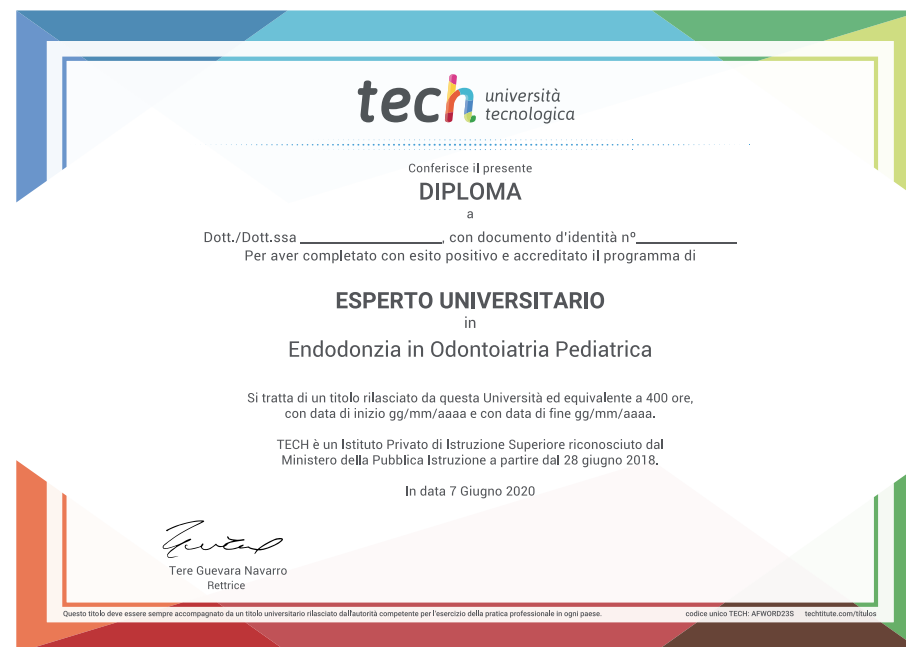 tech università
tecnologica
Conferisce il presente
DIPLOMA
a
Dott./Dott.ssa ____________________, con documento d'identità nº______________
Per aver completato con esito positivo e accreditato il programma di
ESPERTO UNIVERSITARIO
in
Endodonzia in Odontoiatria Pediatrica
Si tratta di un titolo rilasciato da questa Università ed equivalente a 400 ore,
con data di inizio gg/mm/aaaa e con data di fine gg/mm/aaaa.
TECH è un Istituto Privato di Istruzione Superiore riconosciuto dal
Ministero della Pubblica Istruzione a partire dal 28 giugno 2018.
In data 7 Giugno 2020
Tere Guevara Navarro
Rettrice
Questo titolo deve essere sempre accompagnato da un titolo universitario rilasciato dall'autorità competente per l'esercizio della pratica professionale in ogni paese. codice unico TECH: AFWORD23S techtitute.com/titulos